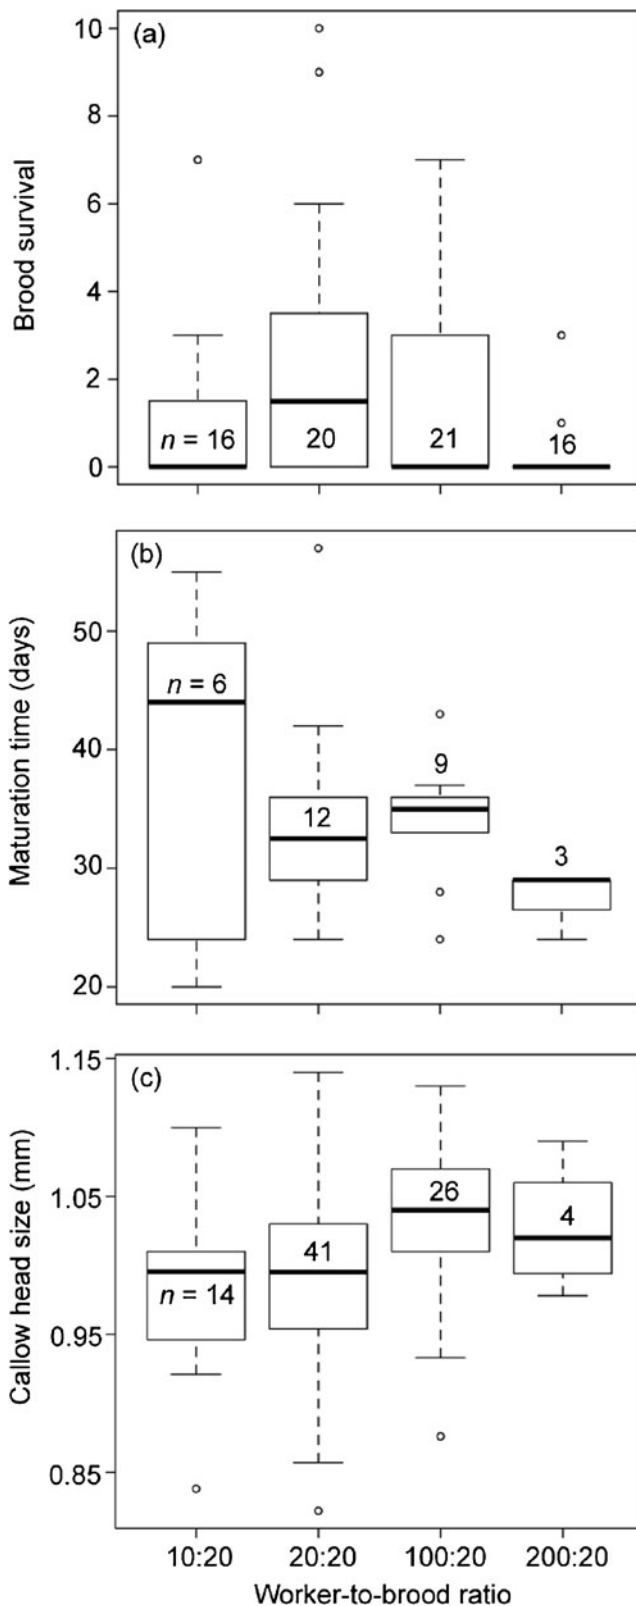 (a)
10
8
6
4
2
0
Brood survival
n = 16
20
21
16
(b)
50
40
30
20
Maturation time (days)
n = 6
12
9
3
(c)
1.15
1.05
0.95
0.85
Callow head size (mm)
n = 14
41
26
4
10:20 20:20 100:20 200:20
Worker-to-brood ratio